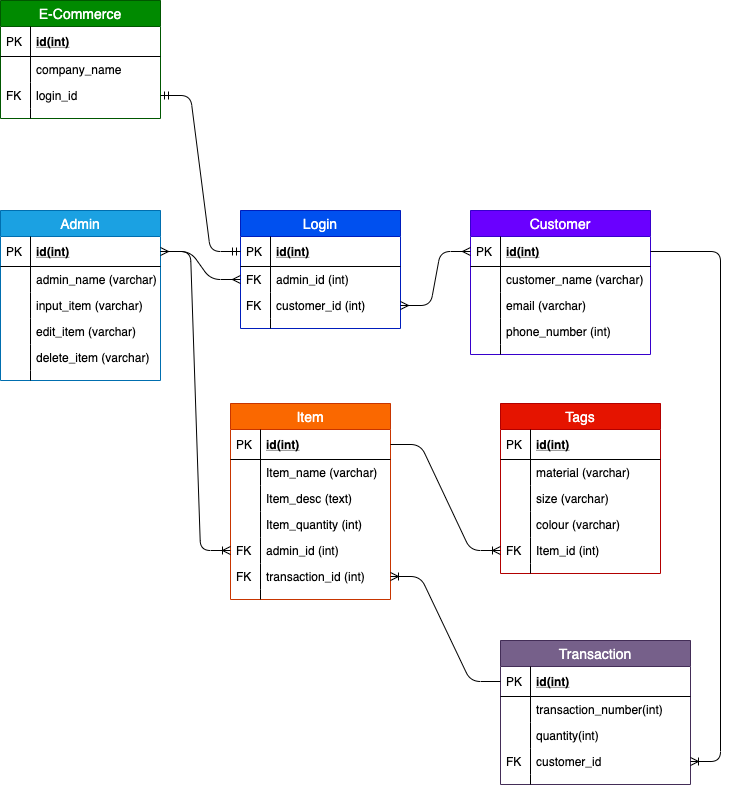 E-Commerce
PK id(int)
company_name
FK login_id
Admin
PK id(int)
admin_name (varchar)
input_item (varchar)
edit_item (varchar)
delete_item (varchar)
Login
PK id(int)
FK admin_id (int)
FK customer_id (int)
Customer
PK id(int)
customer_name (varchar)
email (varchar)
phone_number (int)
Item
PK id(int)
Item_name (varchar)
Item_desc (text)
Item_quantity (int)
FK admin_id (int)
FK transaction_id (int)
Tags
PK id(int)
material (varchar)
size (varchar)
colour (varchar)
FK Item_id (int)
Transaction
PK id(int)
transaction_number(int)
quantity(int)
FK customer_id